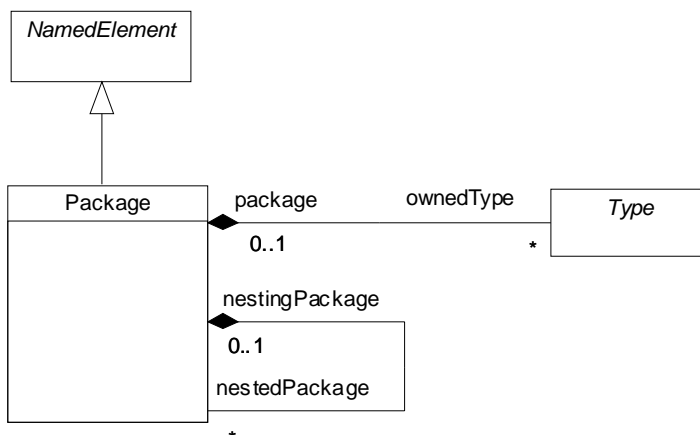 NamedElement
Package
package
ownedType
Type
0..1
*
nestingPackage
0..1
nestedPackage
*